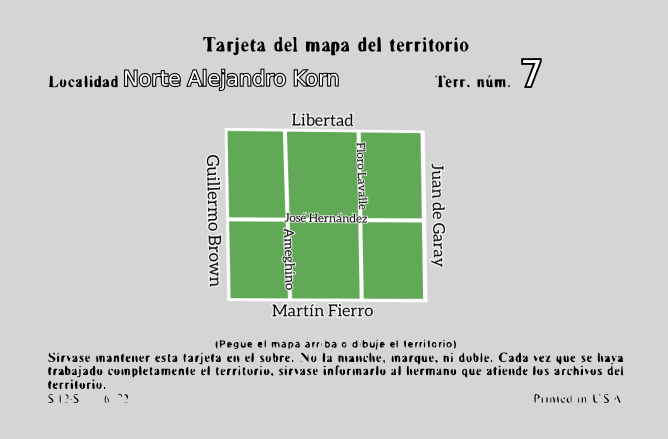 Tarjeta del mapa del territorio
Localidad Norte Alejandro Korn Terr. núm. 7
Libertad
Guillermo Brown
Floro Lavalle
Juan de Garay
José Hernández
Ameghino
Martín Fierro
(Pegue el mapa arriba o dibuje el territorio)
Sírvase mantener esta tarjeta en el sobre. No la manche, marque, ni doble. Cada vez que se haya
trabajado completamente el territorio, sírvase informarlo al hermano que atiende los archivos del
territorio.
S-12-S 6 72 Printed in U.S.A.